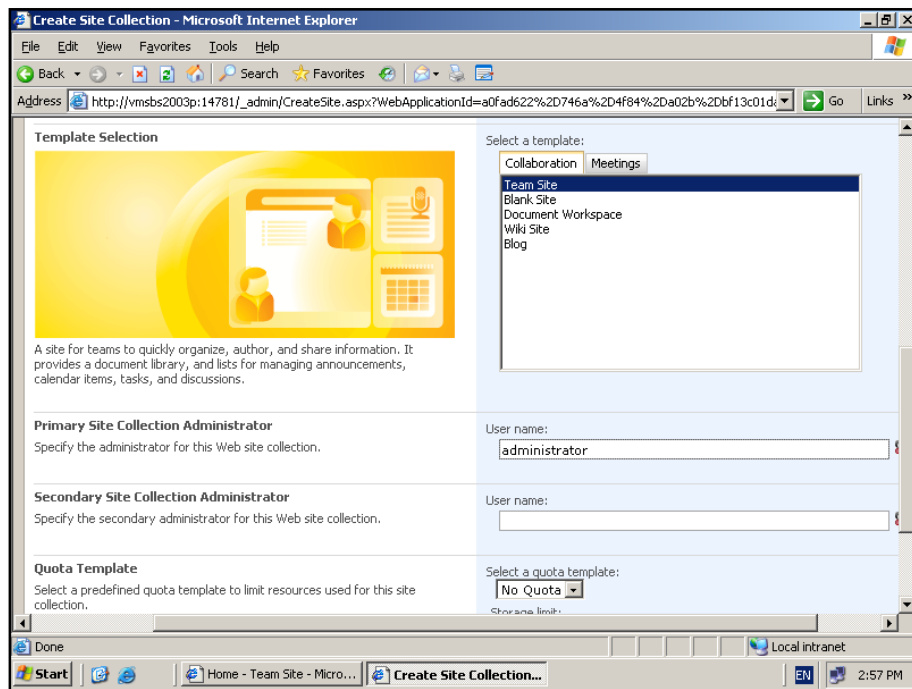 Create Site Collection - Microsoft Internet Explorer
File Edit View Favorites Tools Help
Back Search Favorites
Address http://vmsbs2003p:14781/_admin/CreateSite.aspx?WebApplicationId=a0fad622%2D746a%2D4f84%2Da02b%2Dbf13c01d Go Links »
Template Selection
Select a template:
Collaboration Meetings
Team Site
Blank Site
Document Workspace
Wiki Site
Blog
A site for teams to quickly organize, author, and share information. It
provides a document library, and lists for managing announcements,
calendar items, tasks, and discussions.
Primary Site Collection Administrator
Specify the administrator for this Web site collection.
User name:
administrator
Secondary Site Collection Administrator
Specify the secondary administrator for this Web site collection.
User name:
Quota Template
Select a predefined quota template to limit resources used for this site
collection.
Select a quota template:
No Quota
Storage limit:
Done Local intranet
Start Home - Team Site - Micro... Create Site Collection... EN 2:57 PM